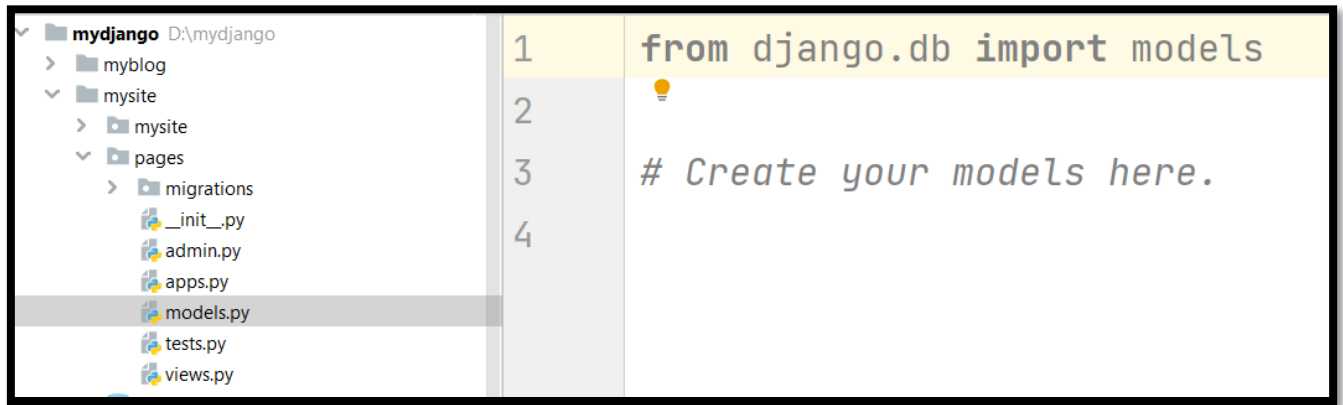 mydjango D:\mydjango
myblog
mysite
mysite
pages
migrations
__init__.py
admin.py
apps.py
models.py
tests.py
views.py
1 from django.db import models
2
3 # Create your models here.
4